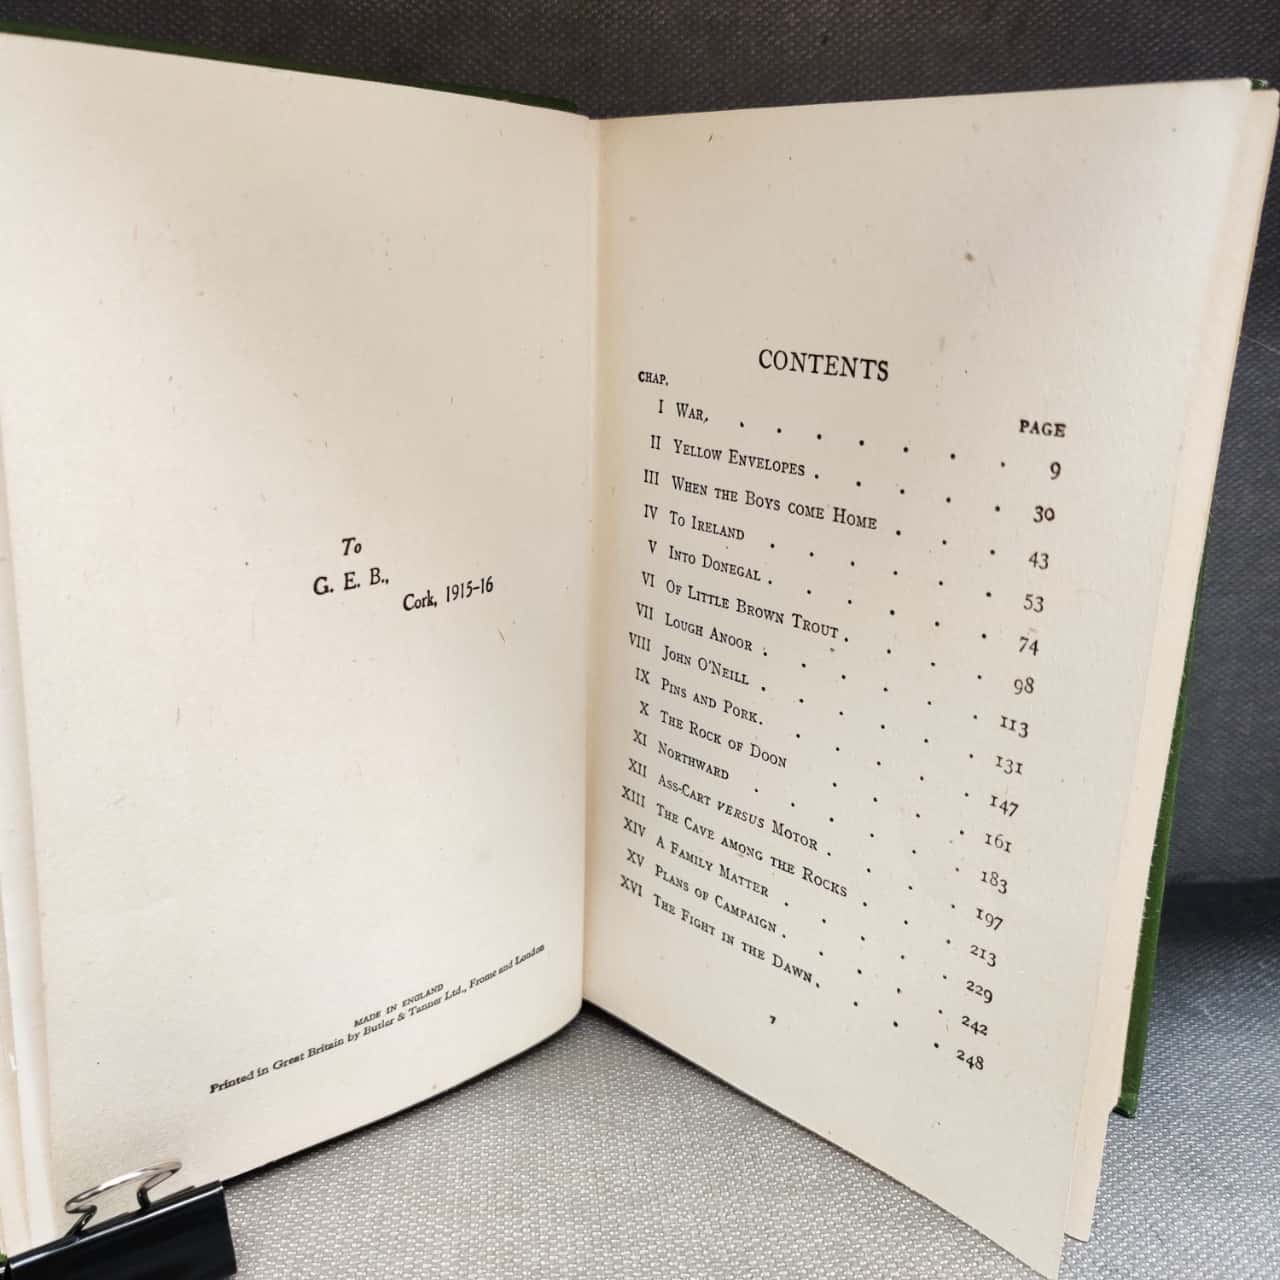 To
G. E. B.,
Cork, 1915-16
MADE IN ENGLAND
Printed in Great Britain by Butler & Tanner Ltd., Frome and London
CONTENTS
CHAP. PAGE
I WAR, . . . . . . . 9
II YELLOW ENVELOPES . . . . . 30
III WHEN THE BOYS COME HOME . . . 43
IV TO IRELAND . . . . . . 53
V INTO DONEGAL . . . . . . 74
VI OF LITTLE BROWN TROUT . . . . 98
VII LOUGH ANOOR . . . . . . 113
VIII JOHN O'NEILL . . . . . . 131
IX PINS AND PORK . . . . . . 147
X THE ROCK OF DOON . . . . . 161
XI NORTHWARD . . . . . . 183
XII ASS-CART VERSUS MOTOR . . . . 197
XIII THE CAVE AMONG THE ROCKS . . . 213
XIV A FAMILY MATTER . . . . . 229
XV PLANS OF CAMPAIGN . . . . . 242
XVI THE FIGHT IN THE DAWN . . . . 248
7